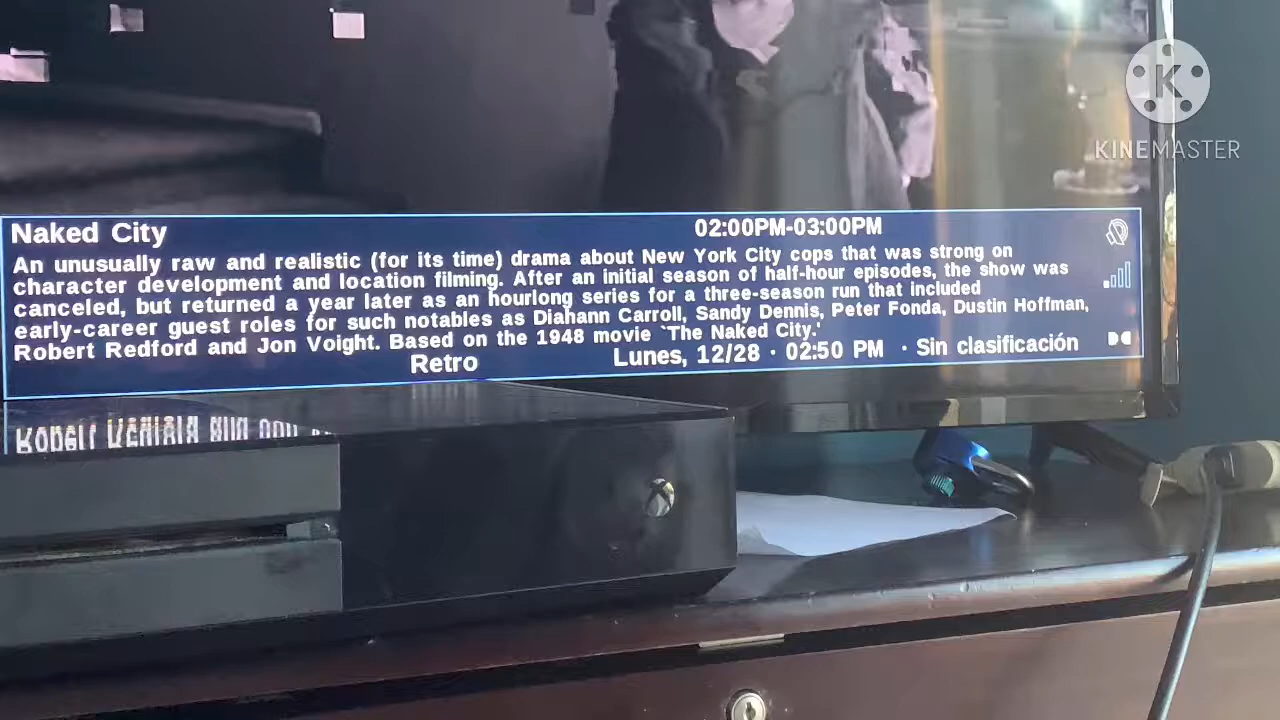 K
KINEMASTER
Naked City 02:00PM-03:00PM
An unusually raw and realistic (for its time) drama about New York City cops that was strong on
character development and location filming. After an initial season of half-hour episodes, the show was
canceled, but returned a year later as an hourlong series for a three-season run that included
early-career guest roles for such notables as Diahann Carroll, Sandy Dennis, Peter Fonda, Dustin Hoffman,
Robert Redford and Jon Voight. Based on the 1948 movie `The Naked City.'
Retro Lunes, 12/28 · 02:50 PM · Sin clasificación